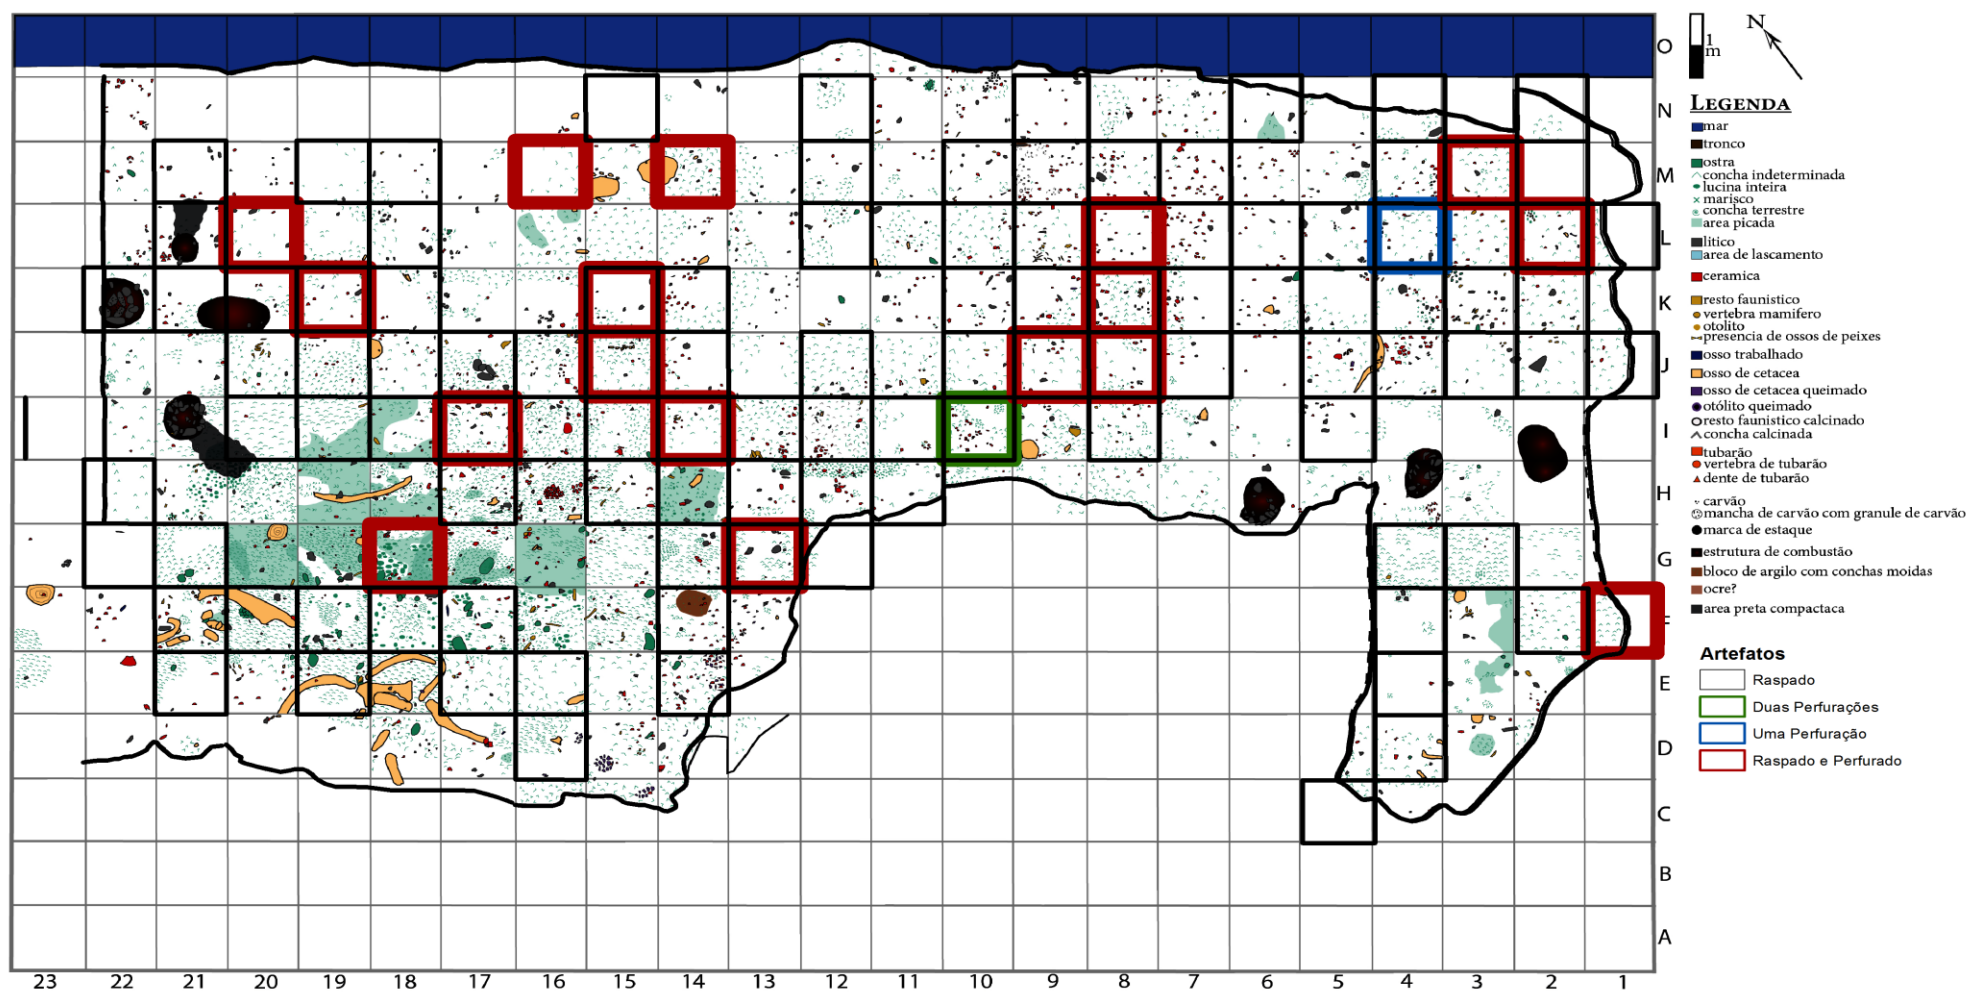 O
N
M
L
K
J
I
H
G
F
E
D
C
B
A
23 22 21 20 19 18 17 16 15 14 13 12 11 10 9 8 7 6 5 4 3 2 1
1
m
N
LEGENDA
mar
tronco
ostra
concha indeterminada
lucina inteira
marisco
concha terrestre
area picada
litico
area de lascamento
ceramica
resto faunistico
vertebra mamifero
otolito
presencia de ossos de peixes
osso trabalhado
osso de cetacea
osso de cetacea queimado
otólito queimado
resto faunistico calcinado
concha calcinada
tubarão
vertebra de tubarão
dente de tubarão
carvão
mancha de carvão com granule de carvão
marca de estaque
estrutura de combustão
bloco de argilo com conchas moidas
ocre?
area preta compactaca
Artefatos
Raspado
Duas Perfurações
Uma Perfuração
Raspado e Perfurado